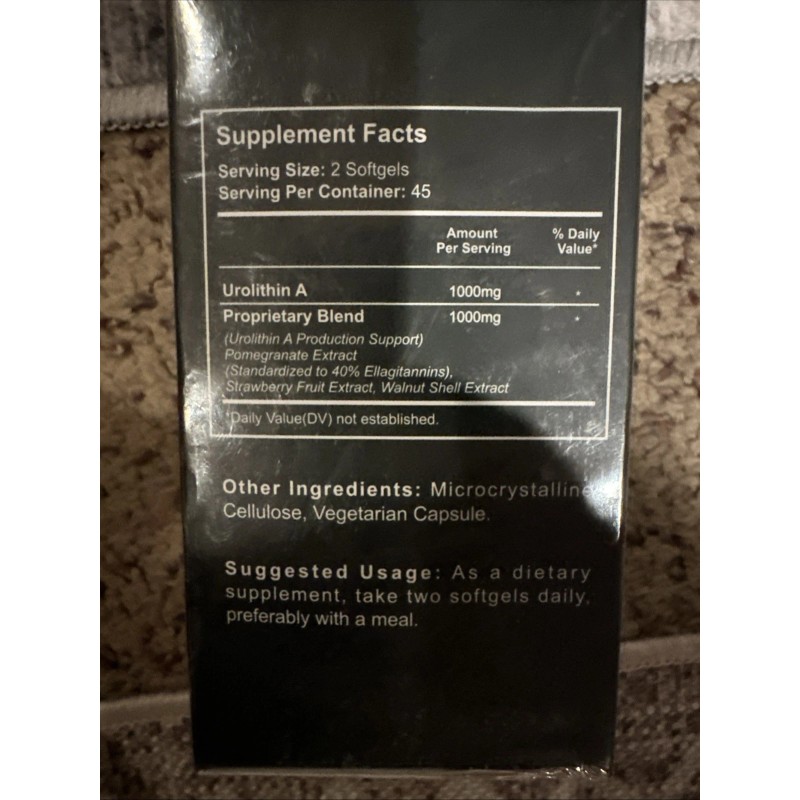 Supplement Facts
Serving Size: 2 Softgels
Serving Per Container: 45
Amount
Per Serving
% Daily
Value*
Urolithin A 1000mg *
Proprietary Blend 1000mg *
(Urolithin A Production Support)
Pomegranate Extract
(Standardized to 40% Ellagitannins),
Strawberry Fruit Extract, Walnut Shell Extract
*Daily Value(DV) not established.
Other Ingredients: Microcrystalline
Cellulose, Vegetarian Capsule.
Suggested Usage: As a dietary
supplement, take two softgels daily,
preferably with a meal.